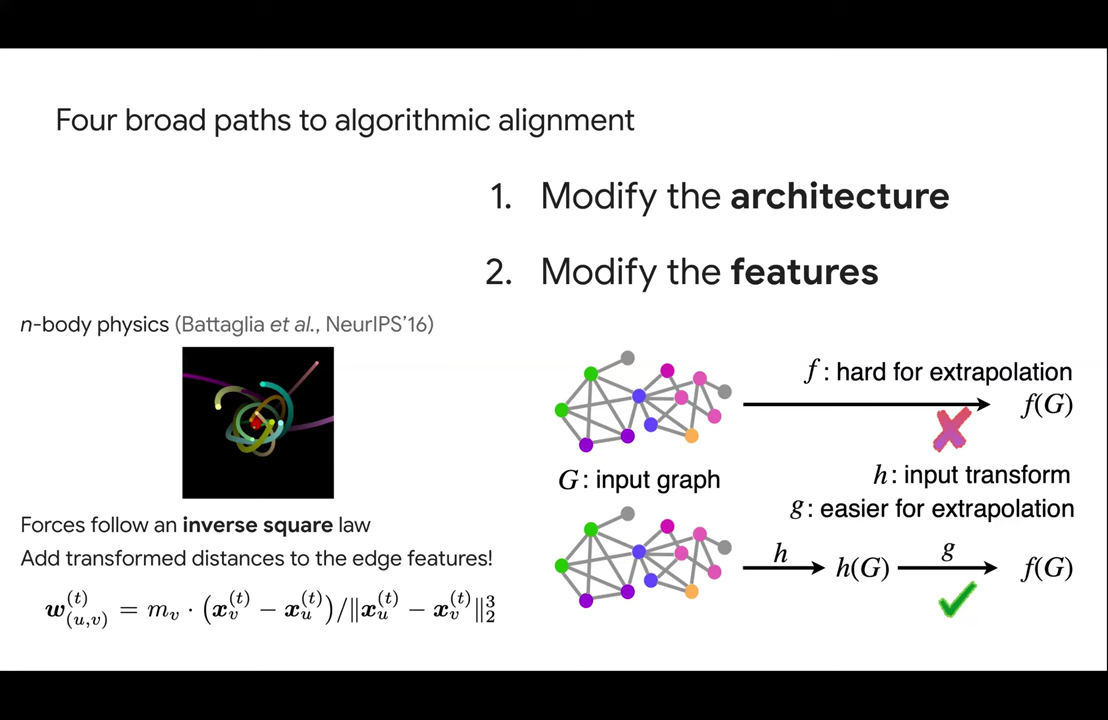 Four broad paths to algorithmic alignment
1. Modify the architecture
2. Modify the features
n-body physics (Battaglia et al., NeurIPS'16)
Forces follow an inverse square law
Add transformed distances to the edge features!
w_{(u,v)}^{(t)} = m_v · (x_v^{(t)} − x_u^{(t)})/‖x_u^{(t)} − x_v^{(t)}‖_2^3
f : hard for extrapolation
f(G)
G : input graph
h : input transform
g : easier for extrapolation
h
h(G)
g
f(G)